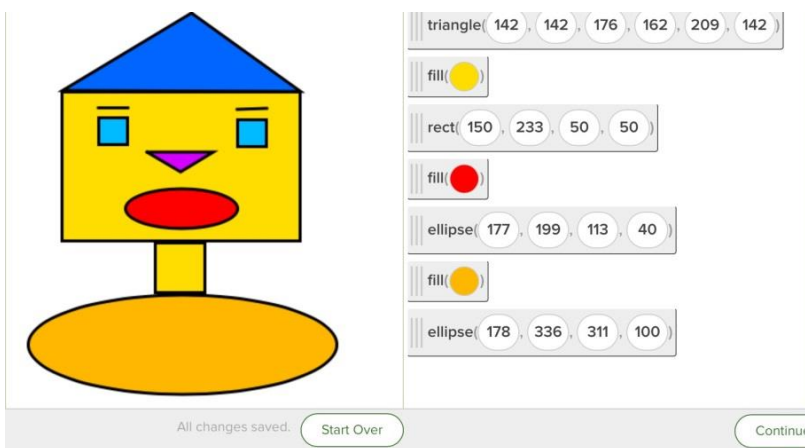 triangle( 142 , 142 , 176 , 162 , 209 , 142 )
fill( )
rect( 150 , 233 , 50 , 50 )
fill( )
ellipse( 177 , 199 , 113 , 40 )
fill( )
ellipse( 178 , 336 , 311 , 100 )
All changes saved. Start Over Continue